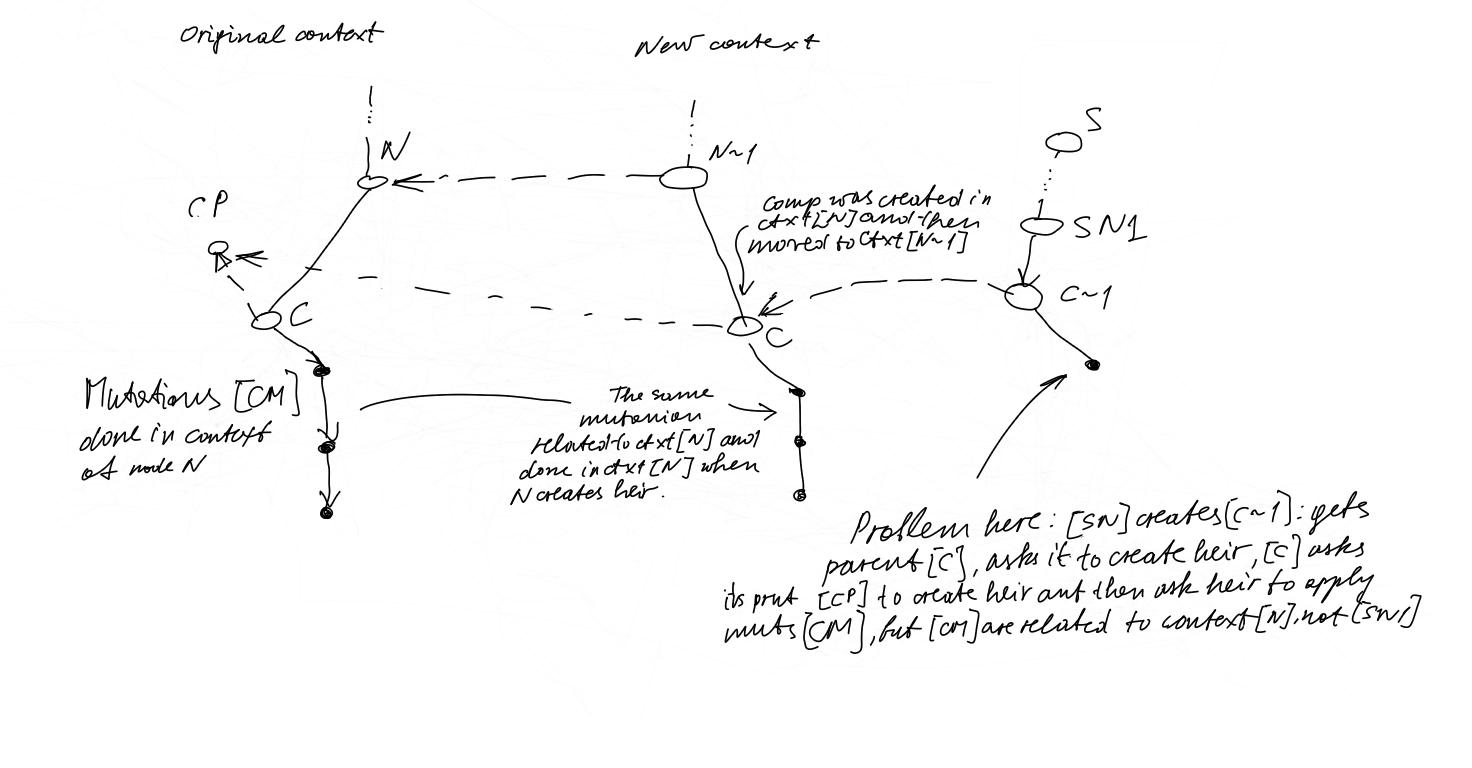 Original context
New context
S
N
N~1
CP
Comp was created in
ctxt[N] and then
moved to ctxt[N~1]
SN1
C~1
C
C
Mutations [CM]
done in context
of node N
The same
mutanion
related to ctxt[N] and
done in ctxt[N] when
N creates heir.
Problem here: [SN] creates [C~1]: gets
parent [C], asks it to create heir, [C] asks
its prnt [CP] to create heir ant then ask heir to apply
muts [CM], but [CM] are related to context [N], not [SN1]